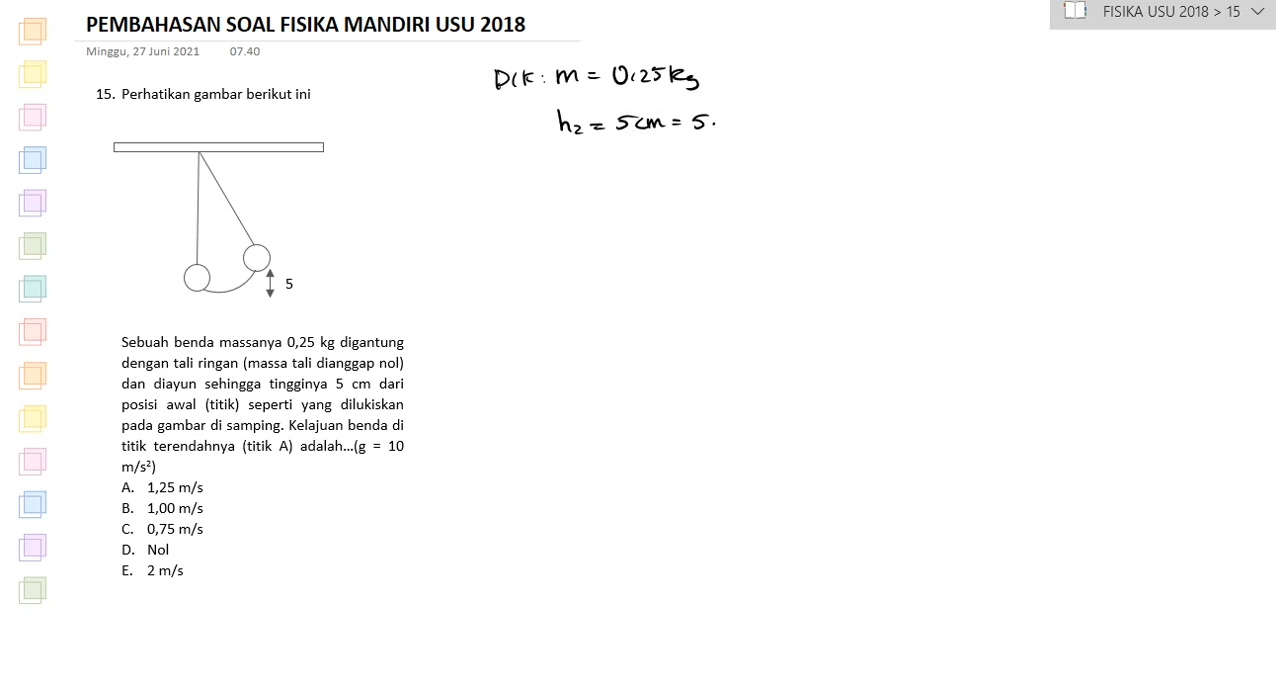 FISIKA USU 2018 > 15
PEMBAHASAN SOAL FISIKA MANDIRI USU 2018
Minggu, 27 Juni 2021 07.40
Dik : m = 0,25 kg
h₂ = 5 cm = 5.
15. Perhatikan gambar berikut ini
5
Sebuah benda massanya 0,25 kg digantung
dengan tali ringan (massa tali dianggap nol)
dan diayun sehingga tingginya 5 cm dari
posisi awal (titik) seperti yang dilukiskan
pada gambar di samping. Kelajuan benda di
titik terendahnya (titik A) adalah...(g = 10
m/s²)
A. 1,25 m/s
B. 1,00 m/s
C. 0,75 m/s
D. Nol
E. 2 m/s